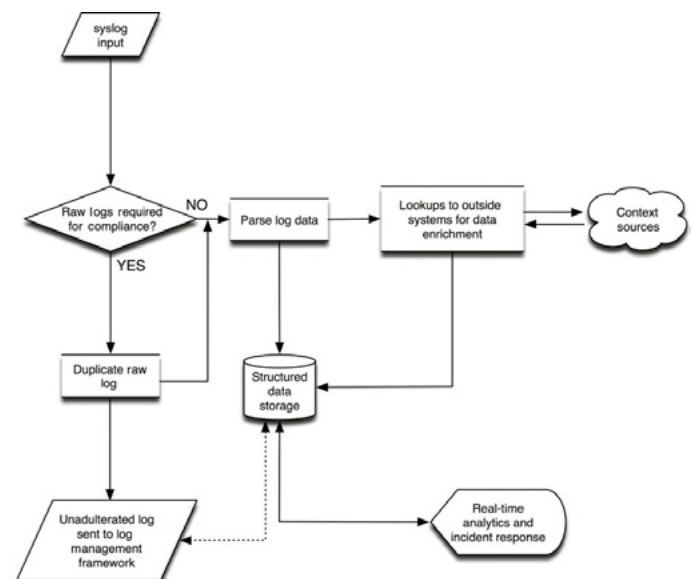 syslog
input
Raw logs required
for compliance?
NO
YES
Parse log data
Lookups to outside
systems for data
enrichment
Context
sources
Duplicate raw
log
Structured
data
storage
Unadulterated log
sent to log
management
framework
Real-time
analytics and
incident response